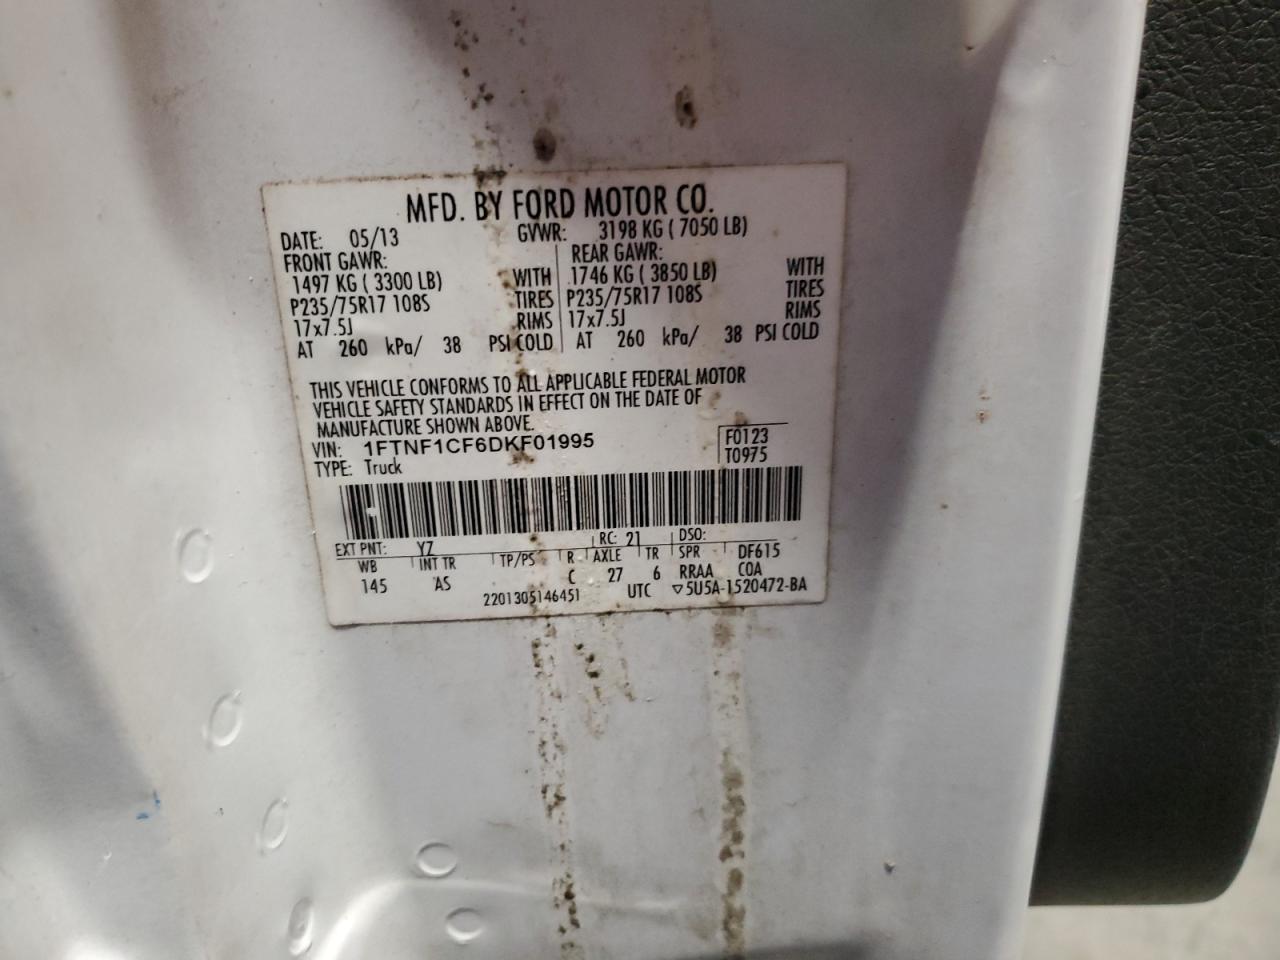 MFD. BY FORD MOTOR CO.
DATE: 05/13 GVWR: 3198 KG ( 7050 LB)
FRONT GAWR: REAR GAWR:
1497 KG ( 3300 LB) WITH 1746 KG ( 3850 LB) WITH
P235/75R17 108S TIRES P235/75R17 108S TIRES
17x7.5J RIMS 17x7.5J RIMS
AT 260 kPa/ 38 PSI COLD AT 260 kPa/ 38 PSI COLD
THIS VEHICLE CONFORMS TO ALL APPLICABLE FEDERAL MOTOR
VEHICLE SAFETY STANDARDS IN EFFECT ON THE DATE OF
MANUFACTURE SHOWN ABOVE.
VIN: 1FTNF1CF6DKF01995 F0123
TYPE: Truck T0975
EXT PNT: YZ RC: 21 DSO:
WB INT TR TP/PS R AXLE TR SPR DF615
145 AS C 27 6 RRAA COA
2201305146451 UTC ▽5U5A-1520472-BA